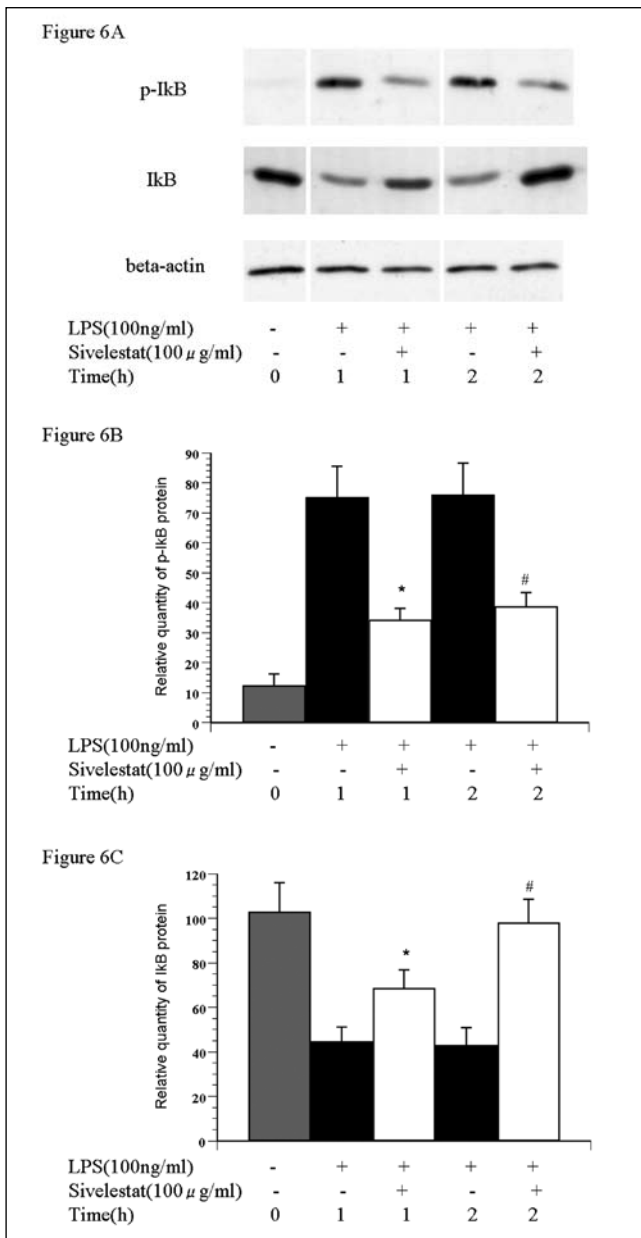 Figure 6A
p-IkB
IkB
beta-actin
LPS(100ng/ml) - + + + +
Sivelestat(100μg/ml) - - + - +
Time(h) 0 1 1 2 2
Figure 6B
Relative quantity of p-IkB protein
90
80
70
60
50
40
30
20
10
0
*
#
LPS(100ng/ml) - + + + +
Sivelestat(100μg/ml) - - + - +
Time(h) 0 1 1 2 2
Figure 6C
Relative quantity of IkB protein
120
100
80
60
40
20
0
*
#
LPS(100ng/ml) - + + + +
Sivelestat(100μg/ml) - - + - +
Time(h) 0 1 1 2 2